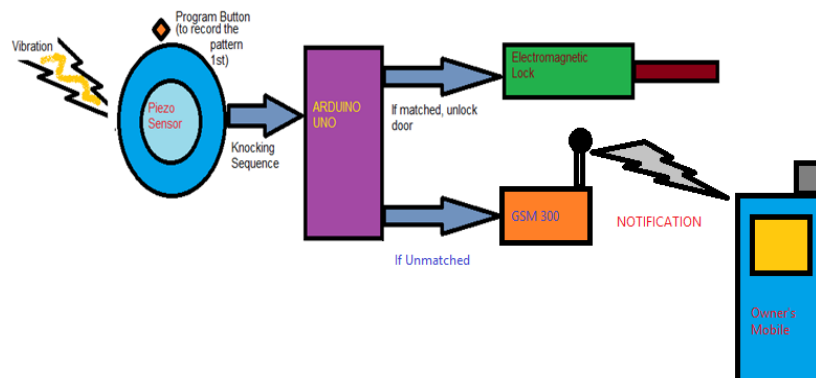 Program Button
(to record the
pattern
1st)
Vibration
Piezo
Sensor
Knocking
Sequence
ARDUINO
UNO
If matched, unlock
door
Electromagnetic
Lock
If Unmatched
GSM 300
NOTIFICATION
Owner's
Mobile